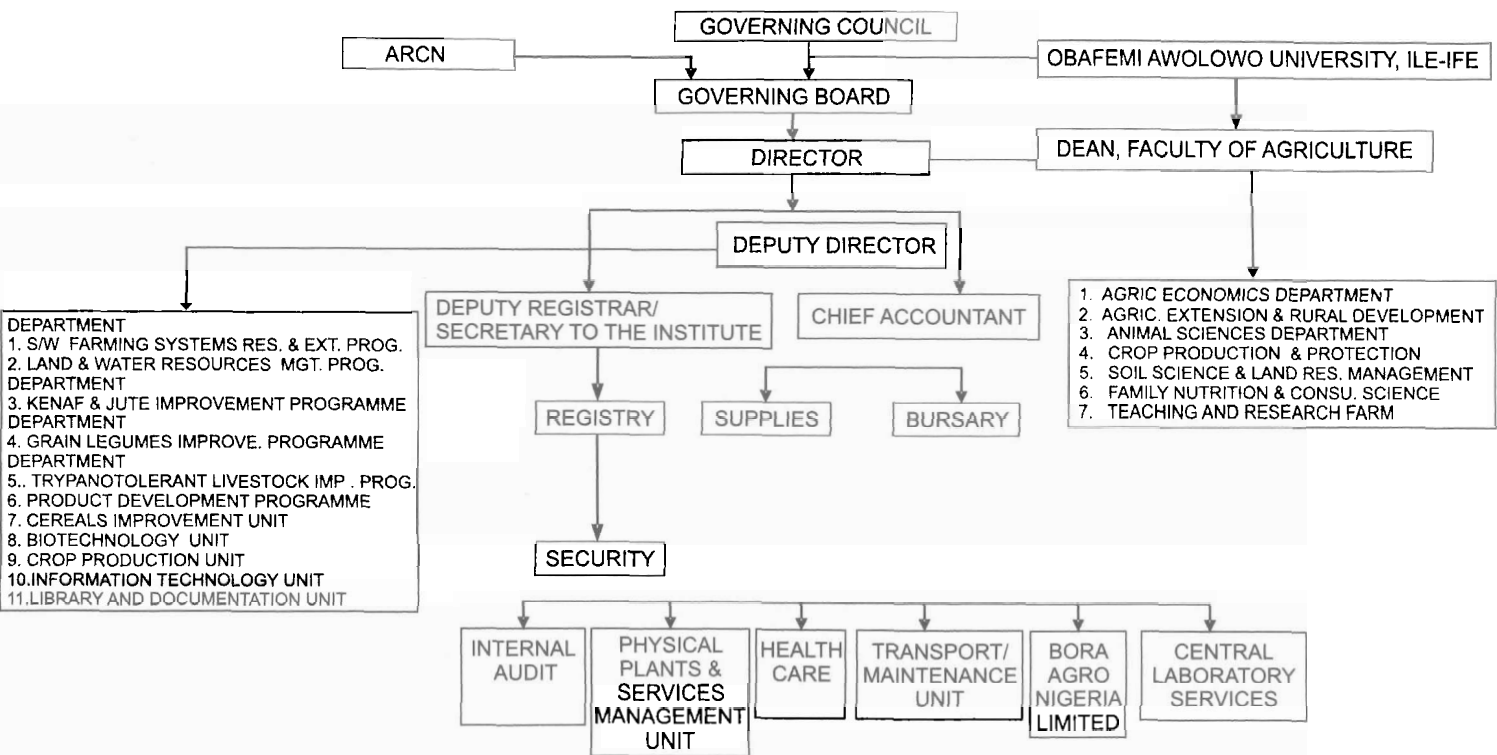 GOVERNING COUNCIL
ARCN
OBAFEMI AWOLOWO UNIVERSITY, ILE-IFE
GOVERNING BOARD
DIRECTOR
DEAN, FACULTY OF AGRICULTURE
DEPUTY DIRECTOR
DEPUTY REGISTRAR/
SECRETARY TO THE INSTITUTE
CHIEF ACCOUNTANT
DEPARTMENT
1. S/W FARMING SYSTEMS RES. & EXT. PROG.
2. LAND & WATER RESOURCES MGT. PROG.
DEPARTMENT
3. KENAF & JUTE IMPROVEMENT PROGRAMME
DEPARTMENT
4. GRAIN LEGUMES IMPROVE. PROGRAMME
DEPARTMENT
5.. TRYPANOTOLERANT LIVESTOCK IMP . PROG.
6. PRODUCT DEVELOPMENT PROGRAMME
7. CEREALS IMPROVEMENT UNIT
8. BIOTECHNOLOGY UNIT
9. CROP PRODUCTION UNIT
10.INFORMATION TECHNOLOGY UNIT
11.LIBRARY AND DOCUMENTATION UNIT
1. AGRIC ECONOMICS DEPARTMENT
2. AGRIC. EXTENSION & RURAL DEVELOPMENT
3. ANIMAL SCIENCES DEPARTMENT
4. CROP PRODUCTION & PROTECTION
5. SOIL SCIENCE & LAND RES. MANAGEMENT
6. FAMILY NUTRITION & CONSU. SCIENCE
7. TEACHING AND RESEARCH FARM
REGISTRY
SUPPLIES
BURSARY
SECURITY
INTERNAL
AUDIT
PHYSICAL
PLANTS &
SERVICES
MANAGEMENT
UNIT
HEALTH
CARE
TRANSPORT/
MAINTENANCE
UNIT
BORA
AGRO
NIGERIA
LIMITED
CENTRAL
LABORATORY
SERVICES